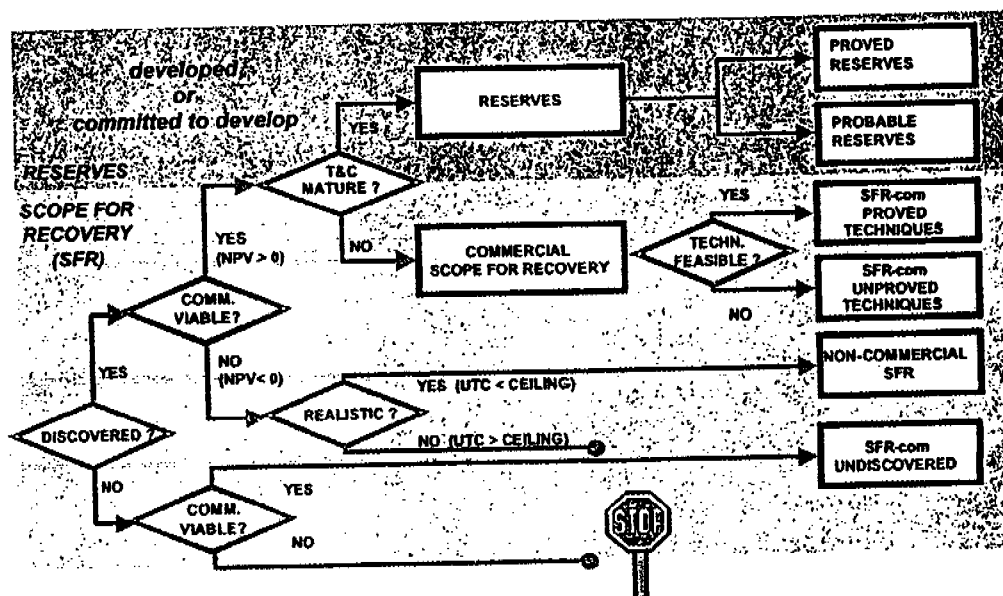 developed,
or
committed to develop
RESERVES
SCOPE FOR
RECOVERY
(SFR)
DISCOVERED ?
YES
NO
COMM.
VIABLE?
YES
(NPV > 0)
NO
(NPV< 0)
T&C
NATURE ?
YES
NO
RESERVES
PROVED
RESERVES
PROBABLE
RESERVES
COMMERCIAL
SCOPE FOR RECOVERY
TECHN.
FEASIBLE ?
YES
NO
SFR-com
PROVED
TECHNIQUES
SFR-com
UNPROVED
TECHNIQUES
REALISTIC ?
YES (UTC < CEILING)
NO (UTC > CEILING)
NON-COMMERCIAL
SFR
COMM.
VIABLE?
YES
NO
SFR-com
UNDISCOVERED
STOP